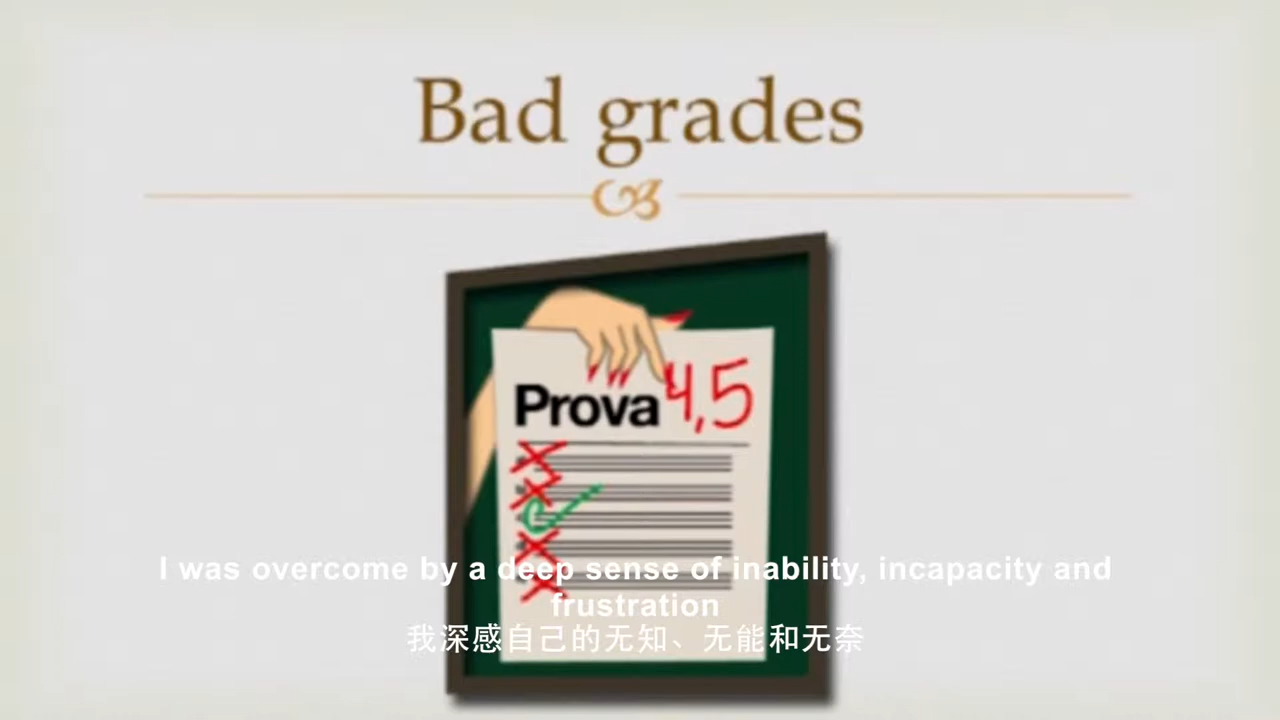 Bad grades
Prova 4,5
I was overcome by a deep sense of inability, incapacity and
frustration
我深感自己的无知、无能和无奈